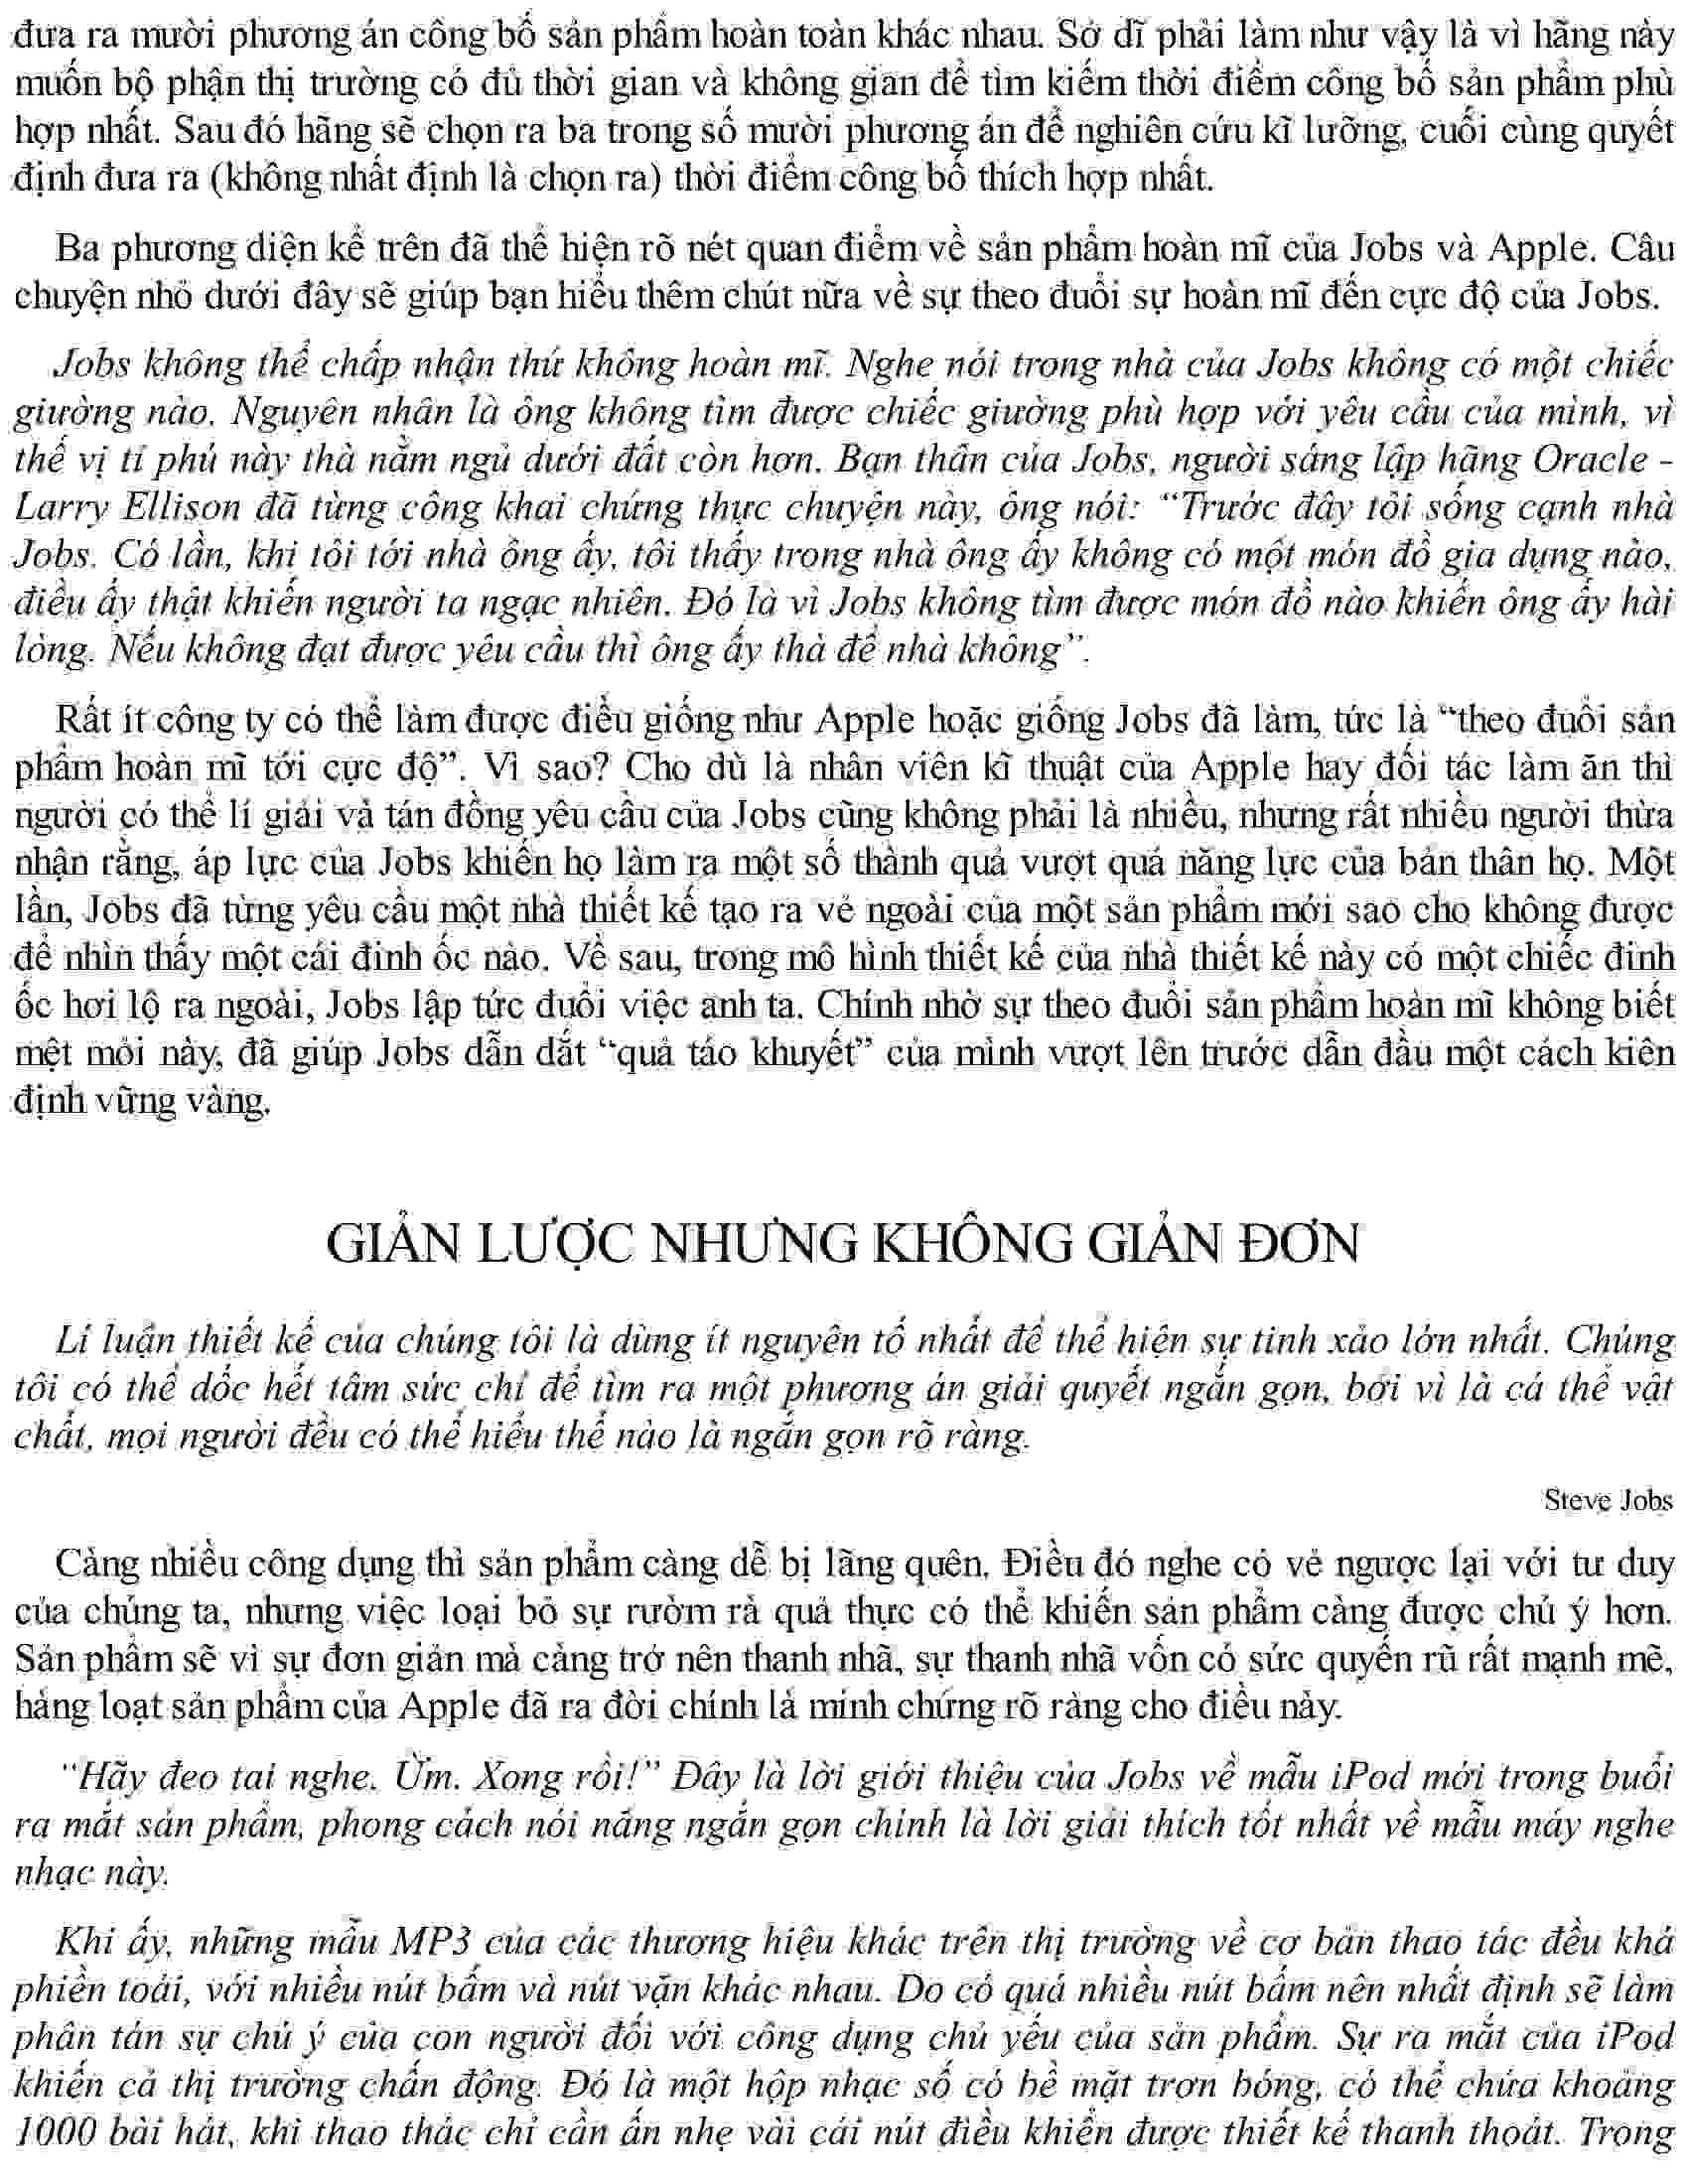 đưa ra mười phương án công bố sản phẩm hoàn toàn khác nhau. Sở dĩ phải làm như vậy là vì hãng này
muốn bộ phận thị trường có đủ thời gian và không gian để tìm kiếm thời điểm công bố sản phẩm phù
hợp nhất. Sau đó hãng sẽ chọn ra ba trong số mười phương án để nghiên cứu kĩ lưỡng, cuối cùng quyết
định đưa ra (không nhất định là chọn ra) thời điểm công bố thích hợp nhất.
Ba phương diện kể trên đã thể hiện rõ nét quan điểm về sản phẩm hoàn mĩ của Jobs và Apple. Câu
chuyện nhỏ dưới đây sẽ giúp bạn hiểu thêm chút nữa về sự theo đuổi sự hoàn mĩ đến cực độ của Jobs.
Jobs không thể chấp nhận thứ không hoàn mĩ. Nghe nói trong nhà của Jobs không có một chiếc
giường nào. Nguyên nhân là ông không tìm được chiếc giường phù hợp với yêu cầu của mình, vì
thế vị tỉ phú này thà nằm ngủ dưới đất còn hơn. Bạn thân của Jobs, người sáng lập hãng Oracle -
Larry Ellison đã từng công khai chứng thực chuyện này, ông nói: “Trước đây tôi sống cạnh nhà
Jobs. Có lần, khi tôi tới nhà ông ấy, tôi thấy trong nhà ông ấy không có một món đồ gia dụng nào,
điều ấy thật khiến người ta ngạc nhiên. Đó là vì Jobs không tìm được món đồ nào khiến ông ấy hài
lòng. Nếu không đạt được yêu cầu thì ông ấy thà để nhà không”.
Rất ít công ty có thể làm được điều giống như Apple hoặc giống Jobs đã làm, tức là “theo đuổi sản
phẩm hoàn mĩ tới cực độ”. Vì sao? Cho dù là nhân viên kĩ thuật của Apple hay đối tác làm ăn thì
người có thể lí giải và tán đồng yêu cầu của Jobs cũng không phải là nhiều, nhưng rất nhiều người thừa
nhận rằng, áp lực của Jobs khiến họ làm ra một số thành quả vượt quá năng lực của bản thân họ. Một
lần, Jobs đã từng yêu cầu một nhà thiết kế tạo ra vẻ ngoài của một sản phẩm mới sao cho không được
để nhìn thấy một cái đinh ốc nào. Về sau, trong mô hình thiết kế của nhà thiết kế này có một chiếc đinh
ốc hơi lộ ra ngoài, Jobs lập tức đuổi việc anh ta. Chính nhờ sự theo đuổi sản phẩm hoàn mĩ không biết
mệt mỏi này, đã giúp Jobs dẫn dắt “quả táo khuyết” của mình vượt lên trước dẫn đầu một cách kiên
định vững vàng.
GIẢN LƯỢC NHƯNG KHÔNG GIẢN ĐƠN
Lí luận thiết kế của chúng tôi là dùng ít nguyên tố nhất để thể hiện sự tinh xảo lớn nhất. Chúng
tôi có thể dốc hết tâm sức chỉ để tìm ra một phương án giải quyết ngắn gọn, bởi vì là cá thể vật
chất, mọi người đều có thể hiểu thế nào là ngắn gọn rõ ràng.
Steve Jobs
Càng nhiều công dụng thì sản phẩm càng dễ bị lãng quên. Điều đó nghe có vẻ ngược lại với tư duy
của chúng ta, nhưng việc loại bỏ sự rườm rà quả thực có thể khiến sản phẩm càng được chú ý hơn.
Sản phẩm sẽ vì sự đơn giản mà càng trở nên thanh nhã, sự thanh nhã vốn có sức quyến rũ rất mạnh mẽ,
hàng loạt sản phẩm của Apple đã ra đời chính là minh chứng rõ ràng cho điều này.
“Hãy đeo tai nghe. Ừm. Xong rồi!” Đây là lời giới thiệu của Jobs về mẫu iPod mới trong buổi
ra mắt sản phẩm, phong cách nói năng ngắn gọn chính là lời giải thích tốt nhất về mẫu máy nghe
nhạc này.
Khi ấy, những mẫu MP3 của các thương hiệu khác trên thị trường về cơ bản thao tác đều khá
phiền toái, với nhiều nút bấm và nút vặn khác nhau. Do có quá nhiều nút bấm nên nhất định sẽ làm
phân tán sự chú ý của con người đối với công dụng chủ yếu của sản phẩm. Sự ra mắt của iPod
khiến cả thị trường chấn động. Đó là một hộp nhạc số có bề mặt trơn bóng, có thể chứa khoảng
1000 bài hát, khi thao thác chỉ cần ấn nhẹ vài cái nút điều khiển được thiết kế thanh thoát. Trong